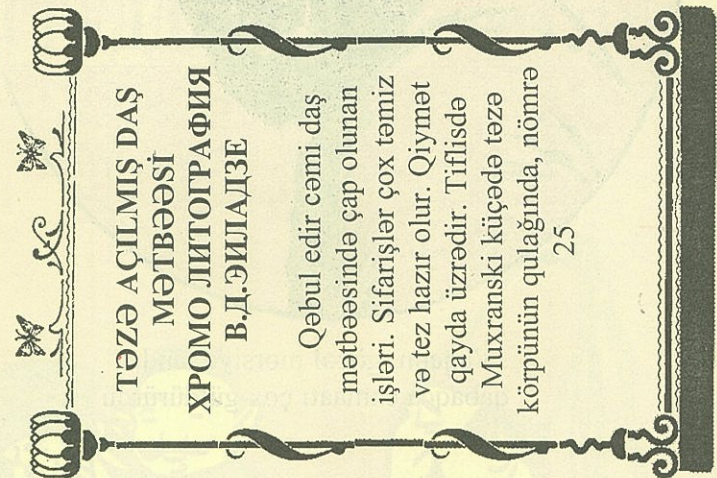 TƏZƏ AÇILMIŞ DAŞ
MƏTBƏƏSİ
ХРОМО ЛИТОГРАФИЯ
В.Д.ЭИЛАДЗЕ
Qəbul edir cəmi daş
mətbəəsində çap olunan
işləri. Sifarişlər çox təmiz
və tez hazır olur. Qiymət
qayda üzrədir. Tiflisdə
Muxranski küçədə təzə
körpünün qulağında, nömrə
25